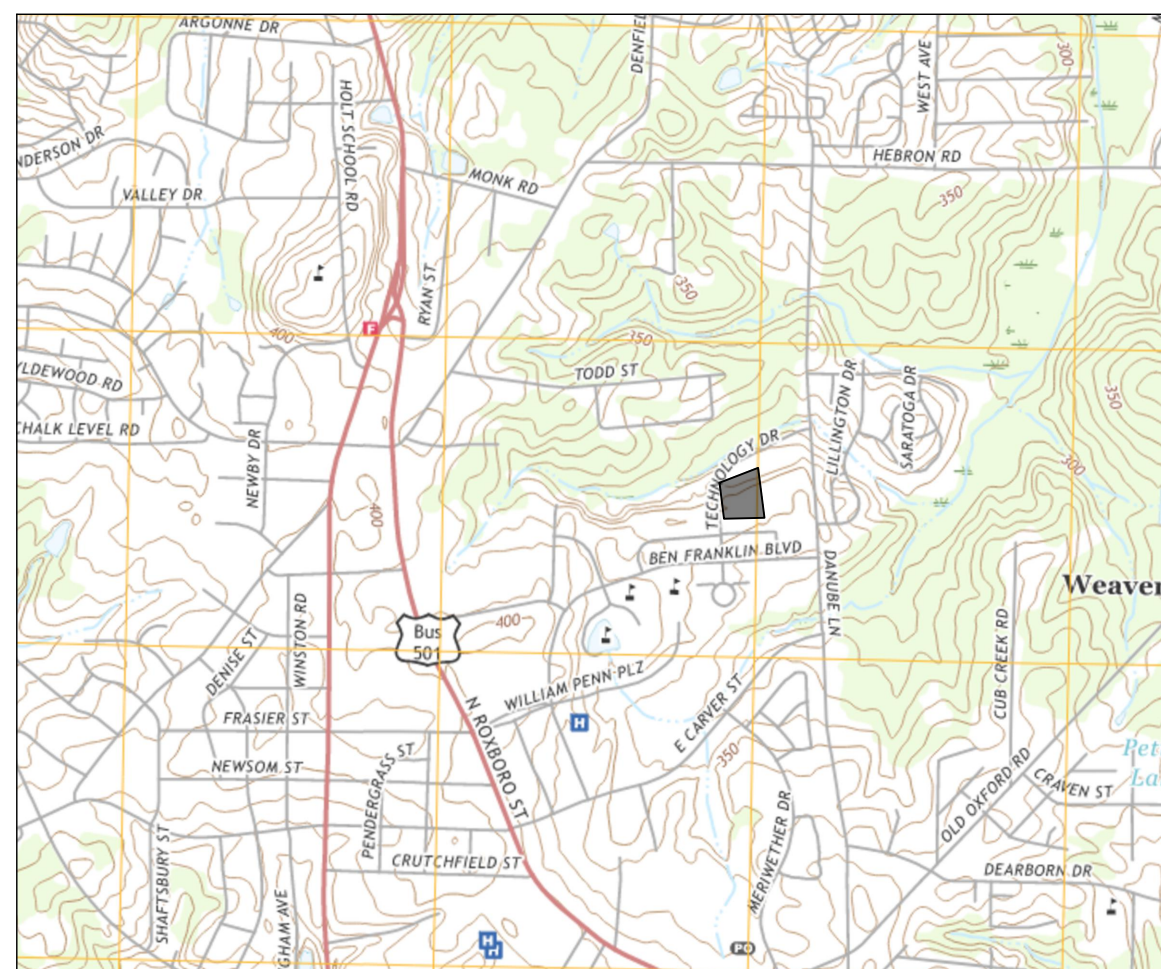 ARGONNE DR
DENFIEL
WEST AVE
300
HOLT SCHOOL RD
NDERSON DR
HEBRON RD
MONK RD
VALLEY DR
350
RYAN ST
350
F
400
350
YLDEWOOD RD
TODD ST
LILLINGTON DR
SARATOGA DR
350
CHALK LEVEL RD
NEWBY DR
TECHNOLOGY DR
300
400
BEN FRANKLIN BLVD
DANUBE LN
Weaver
WINSTON RD
Bus
501
400
DENISE ST
CUB CREEK RD
WILLIAM PENN PLZ
FRASIER ST
N ROXBORO ST
H
E CARVER ST
350
Pet
La
NEWSOM ST
PENDERGRASS ST
OLD OXFORD RD
CRAVEN ST
SHAFTSBURY ST
CRUTCHFIELD ST
MERIWETHER DR
DEARBORN DR
GHAM AVE
H
H
PO